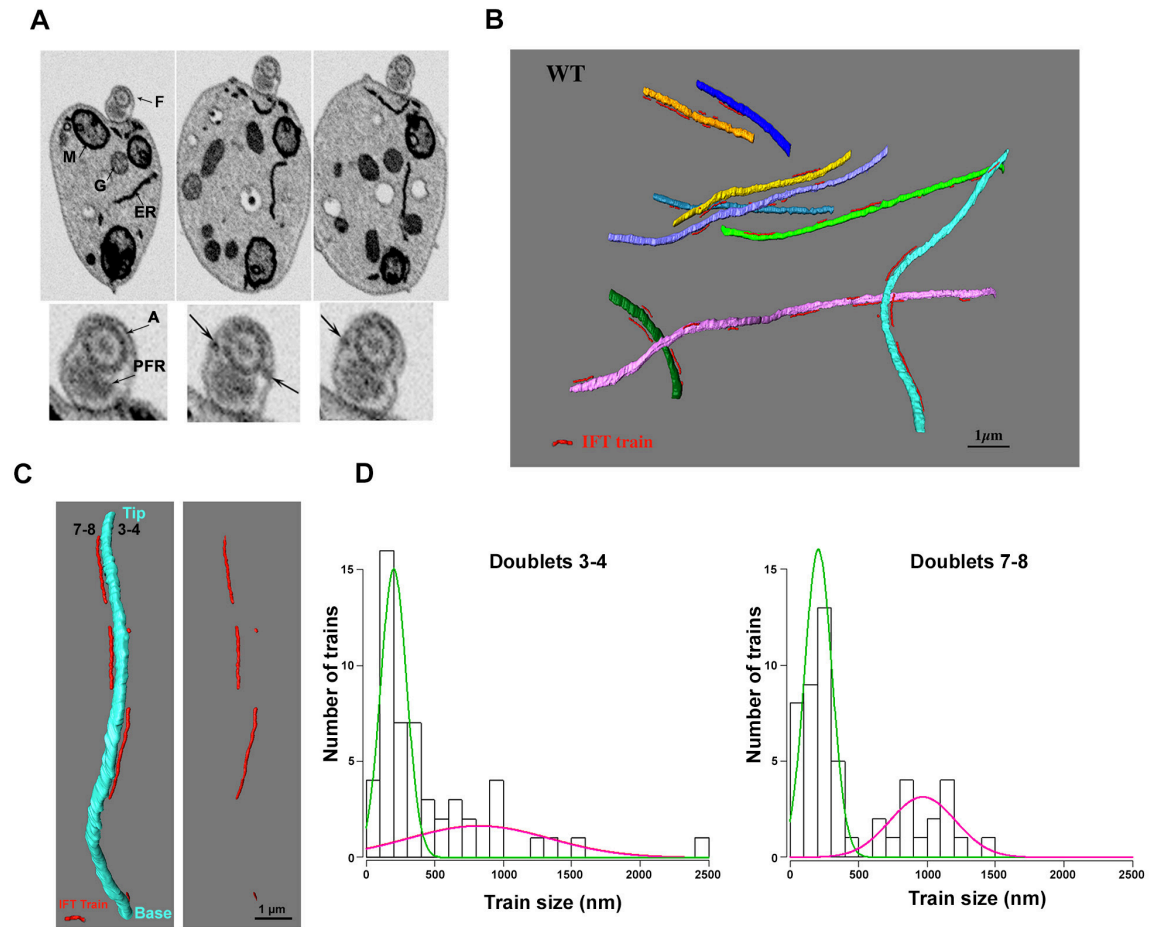 A
F
M
G
ER
A
PFR
B
WT
IFT train
1µm
C
Tip
7-8 3-4
IFT Train
Base
1 µm
D
Doublets 3-4
Number of trains
15
10
5
0
0 500 1000 1500 2000 2500
Train size (nm)
Doublets 7-8
Number of trains
15
10
5
0
0 500 1000 1500 2000 2500
Train size (nm)